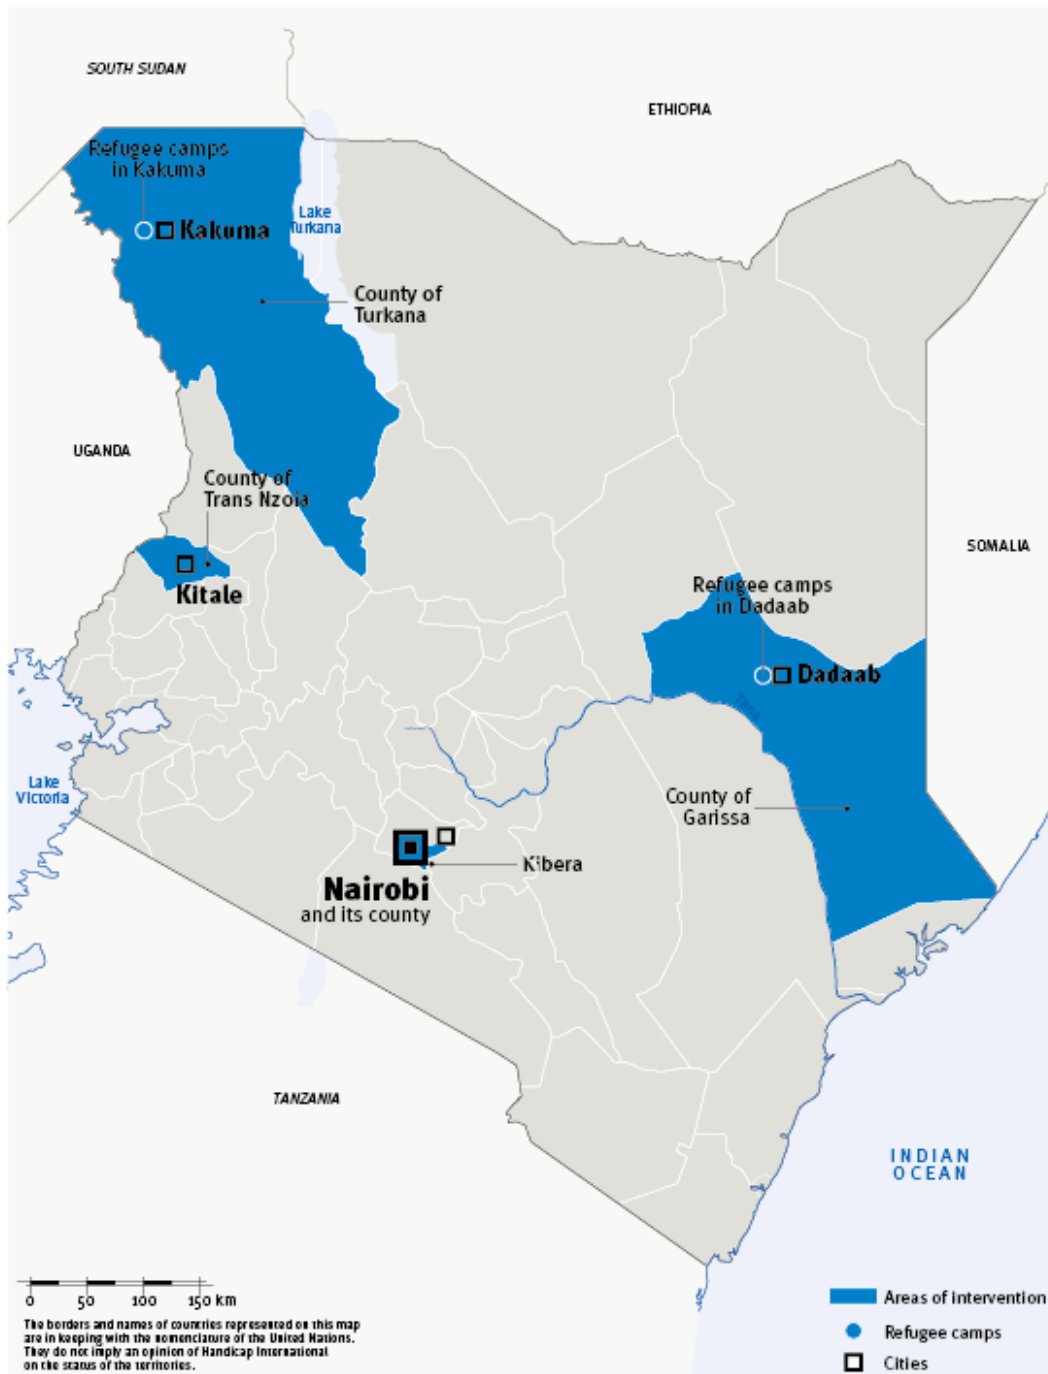 SOUTH SUDAN
ETHIOPIA
Refugee camps
in Kakuma
Kakuma
Lake
Turkana
County of
Turkana
UGANDA
County of
Trans Nzoia
Kitale
SOMALIA
Refugee camps
in Dadaab
Dadaab
Tana
Lake
Victoria
County of
Garissa
Kibera
Nairobi
and its county
TANZANIA
INDIAN
OCEAN
0 50 100 150 km
The borders and names of countries represented on this map
are in keeping with the nomenclature of the United Nations.
They do not imply an opinion of Handicap International
on the status of the territories.
Areas of intervention
Refugee camps
Cities